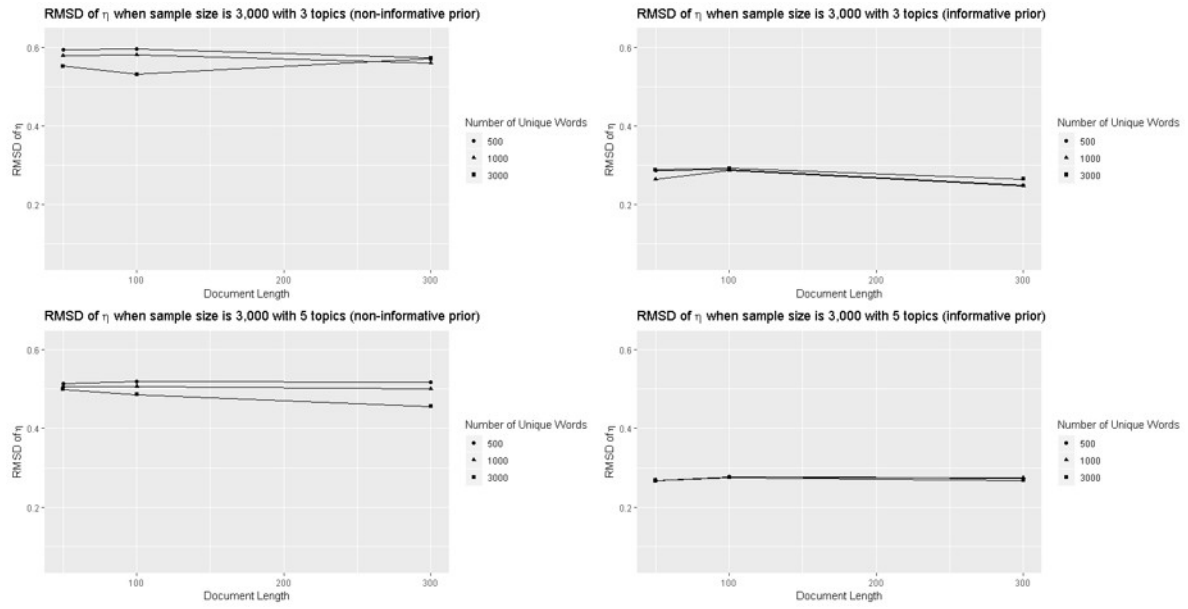 RMSD of η when sample size is 3,000 with 3 topics (non-informative prior)
0.6
0.4
0.2
RMSD of η
100
200
300
Document Length
Number of Unique Words
500
1000
3000
RMSD of η when sample size is 3,000 with 3 topics (informative prior)
0.6
0.4
0.2
RMSD of η
100
200
300
Document Length
Number of Unique Words
500
1000
3000
RMSD of η when sample size is 3,000 with 5 topics (non-informative prior)
0.6
0.4
0.2
RMSD of η
100
200
300
Document Length
Number of Unique Words
500
1000
3000
RMSD of η when sample size is 3,000 with 5 topics (informative prior)
0.6
0.4
0.2
RMSD of η
100
200
300
Document Length
Number of Unique Words
500
1000
3000